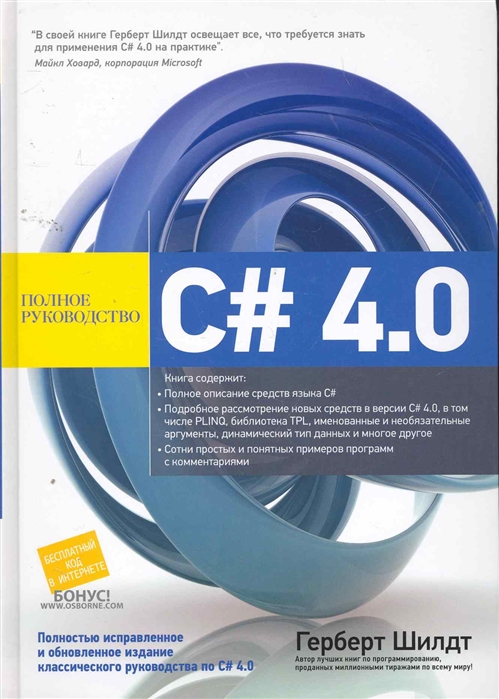 "В своей книге Герберт Шилдт освещает все, что требуется знать
для применения C# 4.0 на практике".
Майкл Ховард, корпорация Microsoft
ПОЛНОЕ
РУКОВОДСТВО
C# 4.0
Книга содержит:
• Полное описание средств языка C#
• Подробное рассмотрение новых средств в версии C# 4.0, в том
числе PLINQ, библиотека TPL, именованные и необязательные
аргументы, динамический тип данных и многое другое
• Сотни простых и понятных примеров программ
с комментариями
БЕСПЛАТНЫЙ
КОД
В ИНТЕРНЕТЕ
БОНУС!
WWW.OSBORNE.COM
Полностью исправленное
и обновленное издание
классического руководства по C# 4.0
Герберт Шилдт
Автор лучших книг по программированию,
проданных миллионными тиражами по всему миру!